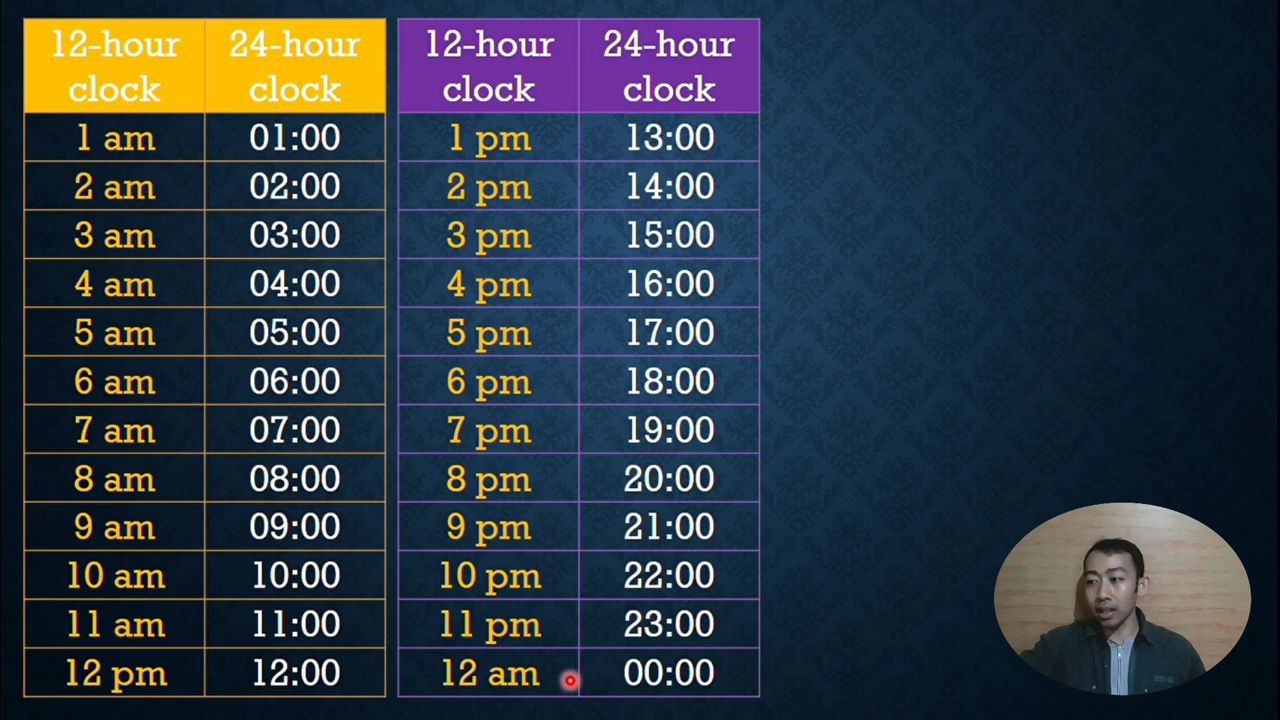 12-hour clock 24-hour clock 12-hour clock 24-hour clock
1 am 01:00 1 pm 13:00
2 am 02:00 2 pm 14:00
3 am 03:00 3 pm 15:00
4 am 04:00 4 pm 16:00
5 am 05:00 5 pm 17:00
6 am 06:00 6 pm 18:00
7 am 07:00 7 pm 19:00
8 am 08:00 8 pm 20:00
9 am 09:00 9 pm 21:00
10 am 10:00 10 pm 22:00
11 am 11:00 11 pm 23:00
12 pm 12:00 12 am 00:00